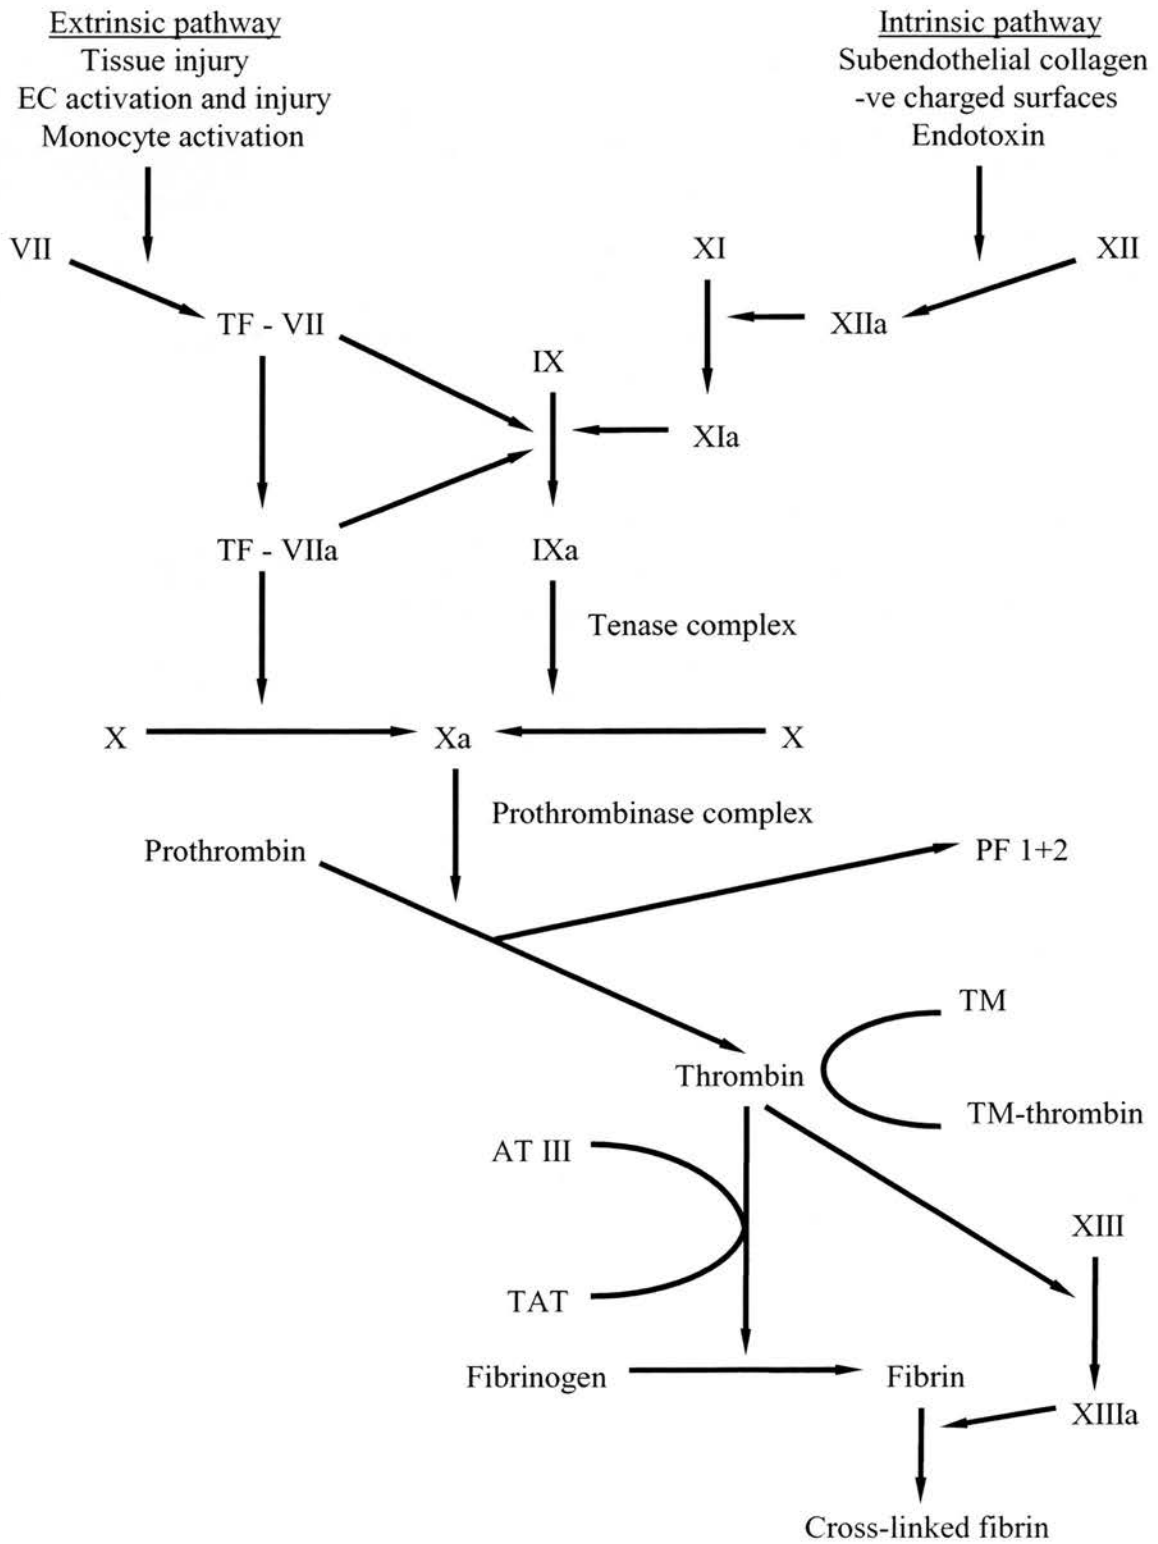 Extrinsic pathway
Tissue injury
EC activation and injury
Monocyte activation
Intrinsic pathway
Subendothelial collagen
-ve charged surfaces
Endotoxin
VII
XI
XII
TF - VII
XIIa
IX
XIa
TF - VIIa
IXa
Tenase complex
X
Xa
X
Prothrombinase complex
Prothrombin
PF 1+2
TM
Thrombin
TM-thrombin
AT III
XIII
TAT
Fibrinogen
Fibrin
XIIIa
Cross-linked fibrin